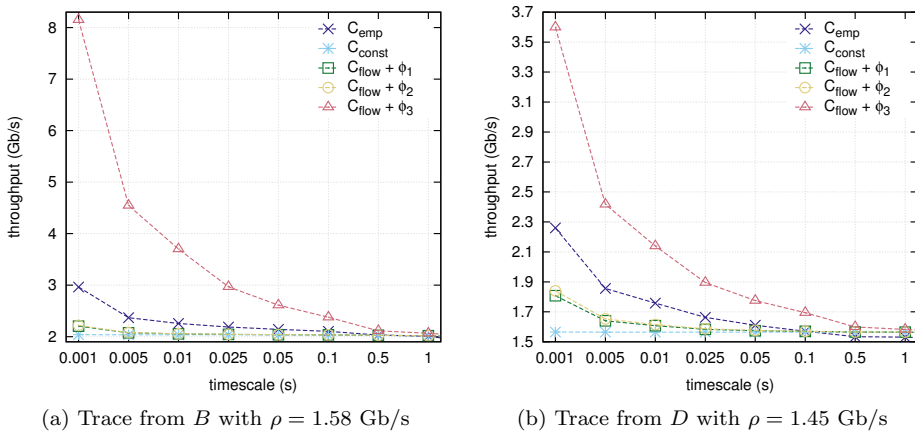 8
7
6
5
4
3
2
throughput (Gb/s)
C_emp
C_const
C_flow + ϕ_1
C_flow + ϕ_2
C_flow + ϕ_3
0.001 0.005 0.01 0.025 0.05 0.1 0.5 1
timescale (s)
(a) Trace from B with ρ = 1.58 Gb/s
3.7
3.5
3.3
3.1
2.9
2.7
2.5
2.3
2.1
1.9
1.7
1.5
throughput (Gb/s)
C_emp
C_const
C_flow + ϕ_1
C_flow + ϕ_2
C_flow + ϕ_3
0.001 0.005 0.01 0.025 0.05 0.1 0.5 1
timescale (s)
(b) Trace from D with ρ = 1.45 Gb/s